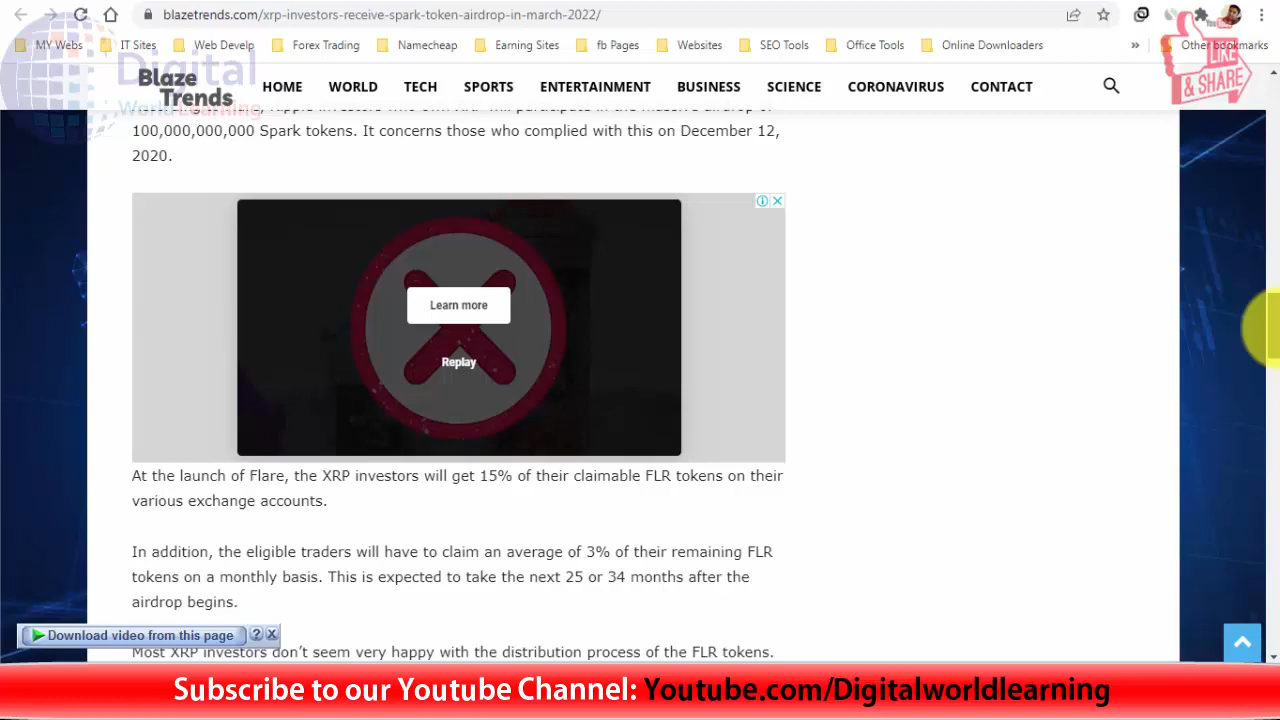 blazetrends.com/xrp-investors-receive-spark-token-airdrop-in-march-2022/
MY Webs
IT Sites
Web Develp
Forex Trading
Namecheap
Earning Sites
fb Pages
Websites
SEO Tools
Office Tools
Online Downloaders
»
Other bookmarks
Digital
World Learning
Blaze
Trends
HOME
WORLD
TECH
SPORTS
ENTERTAINMENT
BUSINESS
SCIENCE
CORONAVIRUS
CONTACT
LIKE
& SHARE
100,000,000,000 Spark tokens. It concerns those who complied with this on December 12,
2020.
Learn more
Replay
At the launch of Flare, the XRP investors will get 15% of their claimable FLR tokens on their
various exchange accounts.
In addition, the eligible traders will have to claim an average of 3% of their remaining FLR
tokens on a monthly basis. This is expected to take the next 25 or 34 months after the
airdrop begins.
Download video from this page ? X
Most XRP investors don’t seem very happy with the distribution process of the FLR tokens.
Subscribe to our Youtube Channel: Youtube.com/Digitalworldlearning